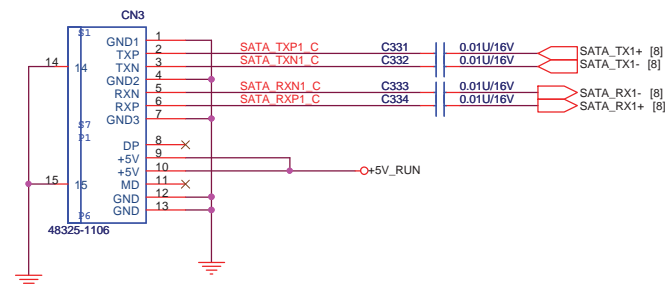 CN3
S1
GND1 1
TXP 2 SATA_TXP1_C C331 0.01U/16V SATA_TX1+ [8]
14 14 TXN 3 SATA_TXN1_C C332 0.01U/16V SATA_TX1- [8]
GND2 4
RXN 5 SATA_RXN1_C C333 0.01U/16V SATA_RX1- [8]
RXP 6 SATA_RXP1_C C334 0.01U/16V SATA_RX1+ [8]
GND3 7
S7
P1
DP 8
+5V 9
+5V 10 +5V_RUN
15 15 MD 11
GND 12
P6 GND 13
48325-1106